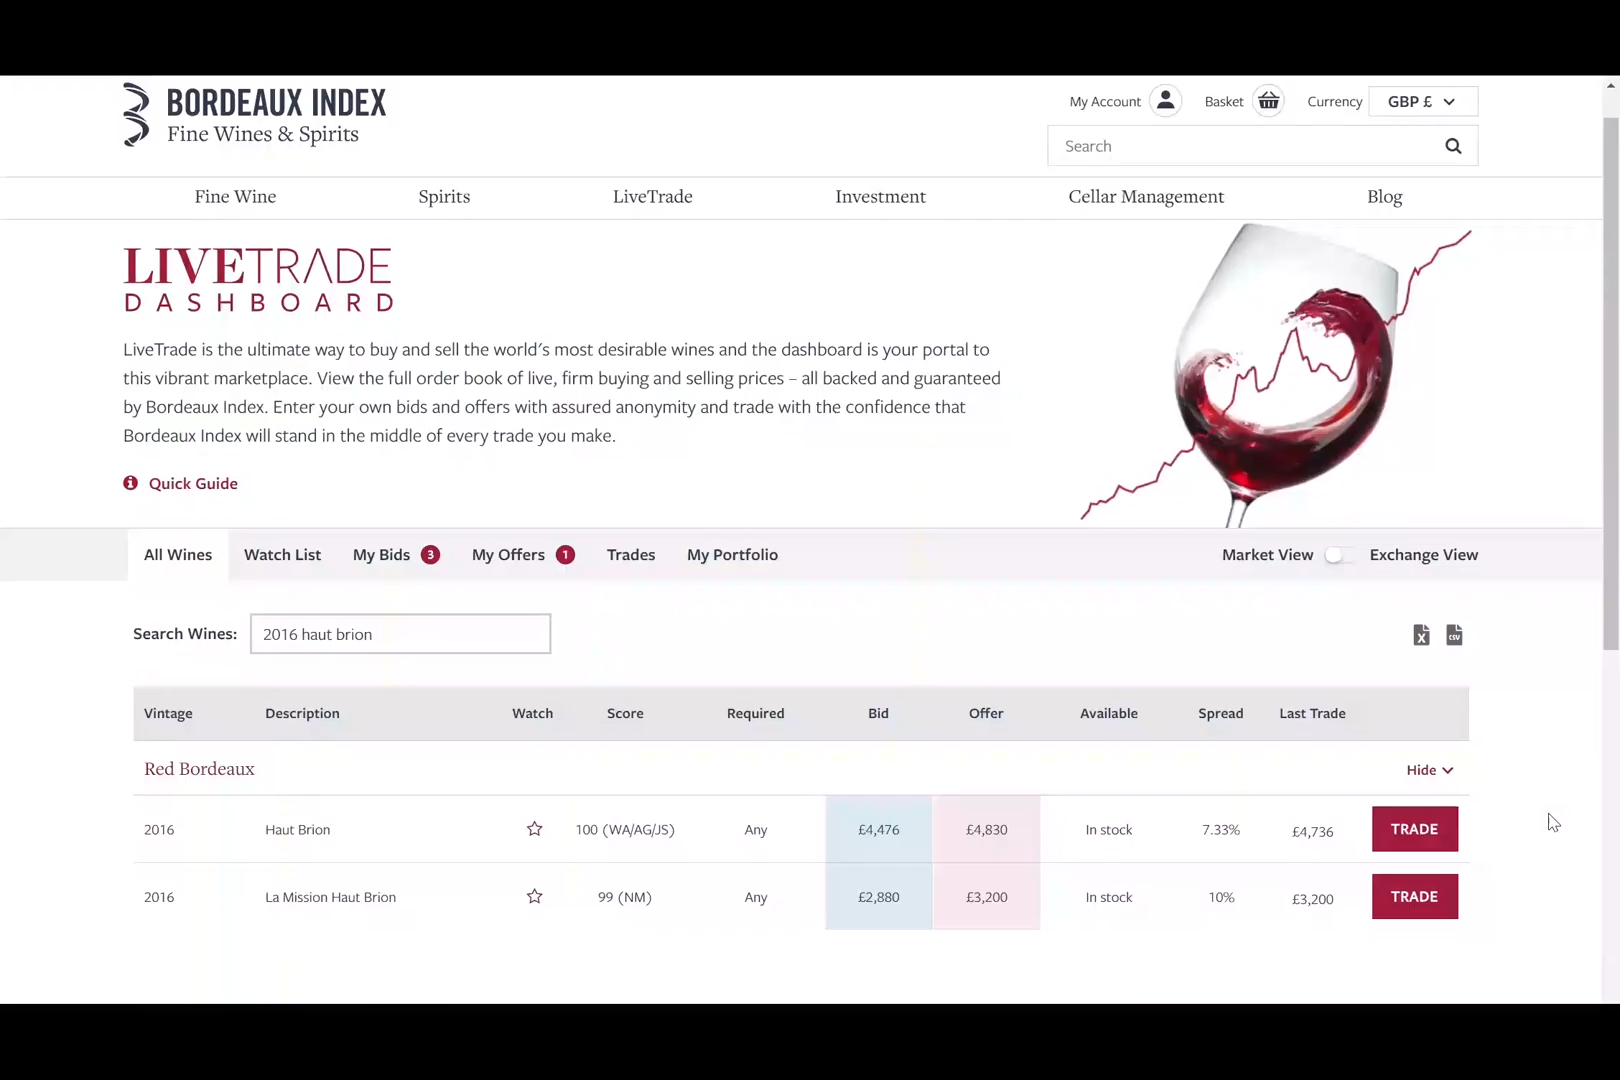 BORDEAUX INDEX
Fine Wines & Spirits
My Account
Basket
Currency
GBP £
Search
Fine Wine
Spirits
LiveTrade
Investment
Cellar Management
Blog
LIVETRADE
DASHBOARD
LiveTrade is the ultimate way to buy and sell the world's most desirable wines and the dashboard is your portal to
this vibrant marketplace. View the full order book of live, firm buying and selling prices – all backed and guaranteed
by Bordeaux Index. Enter your own bids and offers with assured anonymity and trade with the confidence that
Bordeaux Index will stand in the middle of every trade you make.
Quick Guide
All Wines
Watch List
My Bids 3
My Offers 1
Trades
My Portfolio
Market View
Exchange View
Search Wines: 2016 haut brion
X
CSV
Vintage Description Watch Score Required Bid Offer Available Spread Last Trade
Red Bordeaux
Hide
2016 Haut Brion 100 (WA/AG/JS) Any £4,476 £4,830 In stock 7.33% £4,736 TRADE
2016 La Mission Haut Brion 99 (NM) Any £2,880 £3,200 In stock 10% £3,200 TRADE